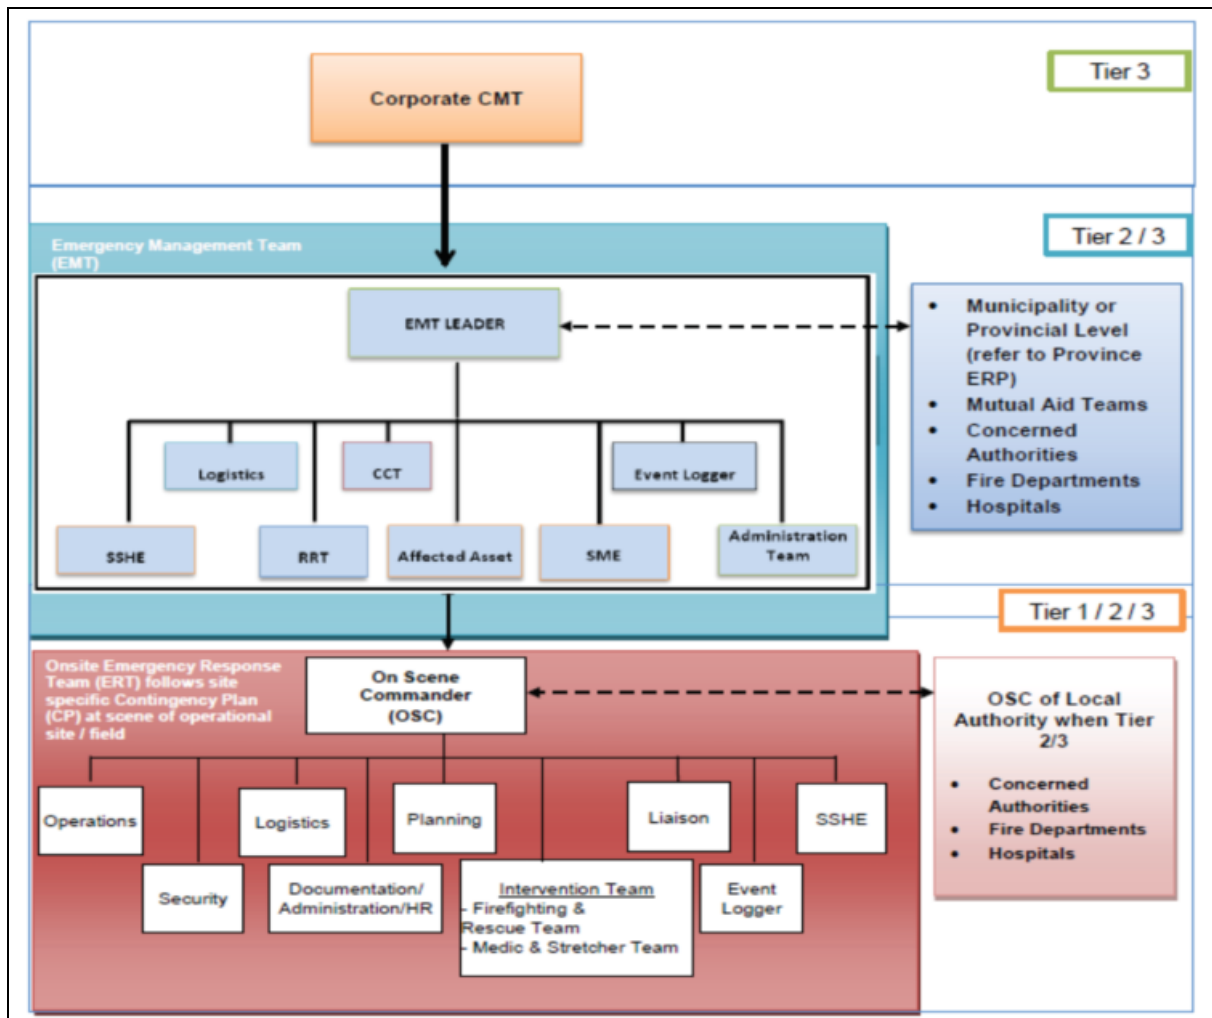 Corporate CMT
Tier 3
Emergency Management Team
(EMT)
Tier 2 / 3
EMT LEADER
• Municipality or
Provincial Level
(refer to Province
ERP)
• Mutual Aid Teams
• Concerned
Authorities
• Fire Departments
• Hospitals
Logistics
CCT
Event Logger
SSHE
RRT
Affected Asset
SME
Administration
Team
Tier 1 / 2 / 3
Onsite Emergency Response
Team (ERT) follows site
specific Contingency Plan
(CP) at scene of operational
site / field
On Scene
Commander
(OSC)
OSC of Local
Authority when Tier
2/3
• Concerned
Authorities
• Fire Departments
• Hospitals
Operations
Logistics
Planning
Liaison
SSHE
Security
Documentation/
Administration/HR
Intervention Team
- Firefighting &
Rescue Team
- Medic & Stretcher Team
Event
Logger